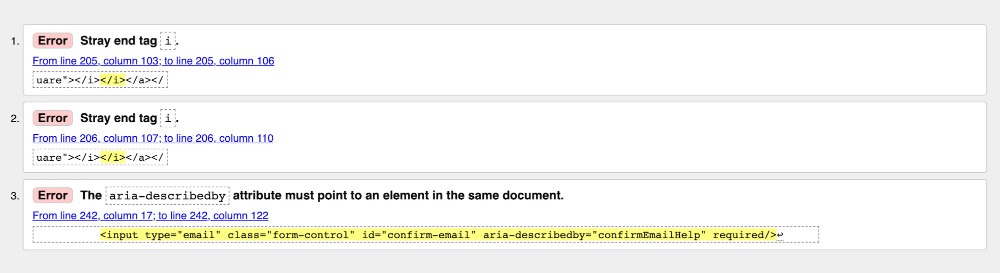 1. Error Stray end tag i.
From line 205, column 103; to line 205, column 106
uare"></i></i></a></
2. Error Stray end tag i.
From line 206, column 107; to line 206, column 110
uare"></i></i></a></
3. Error The aria-describedby attribute must point to an element in the same document.
From line 242, column 17; to line 242, column 122
<input type="email" class="form-control" id="confirm-email" aria-describedby="confirmEmailHelp" required/>↩